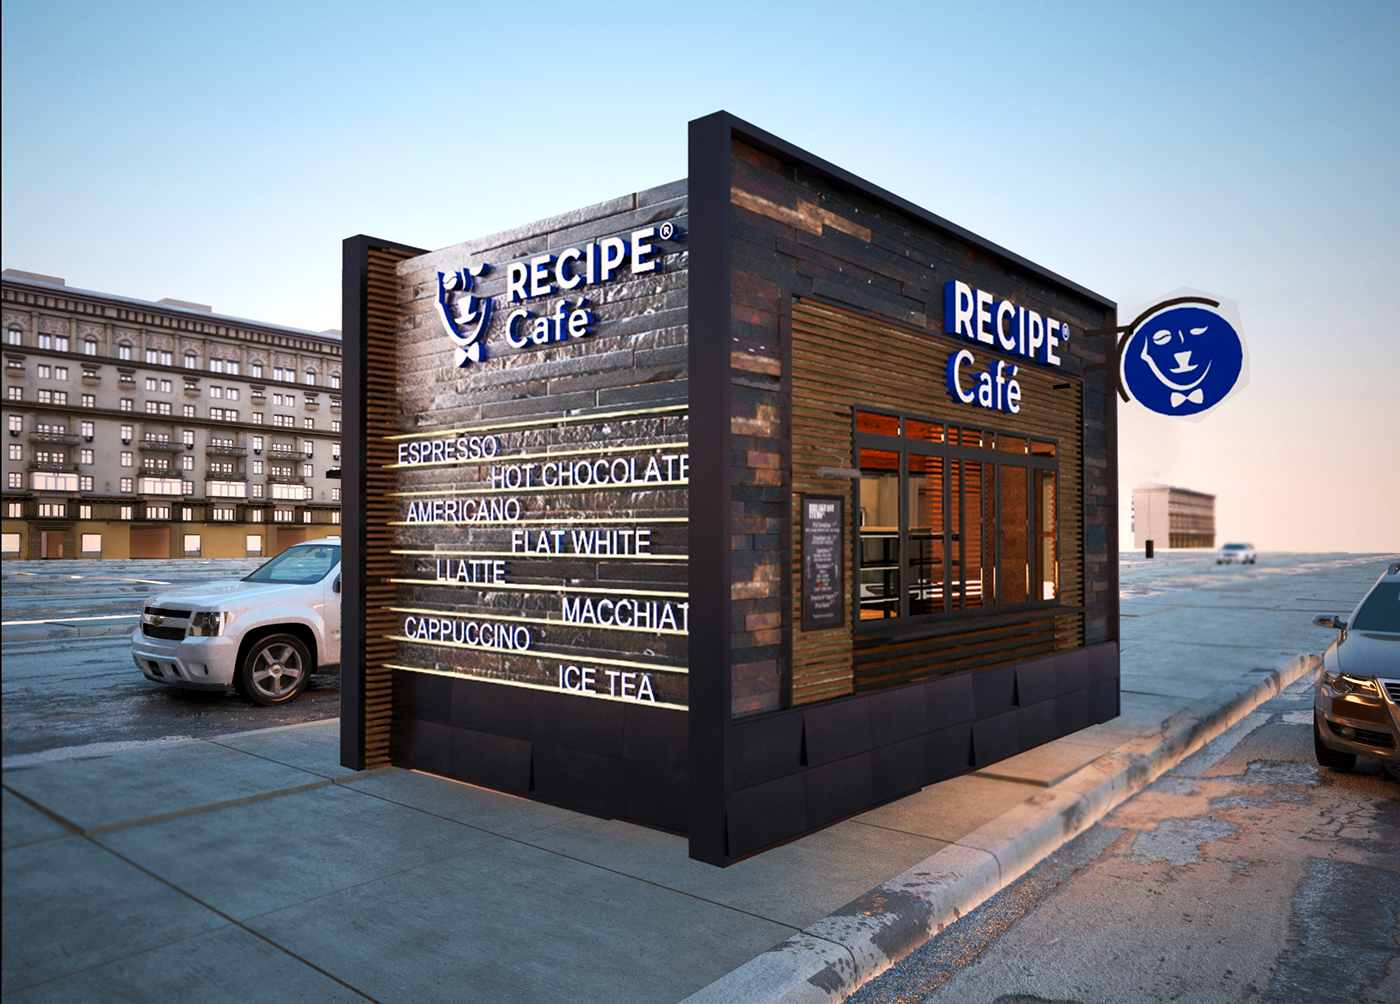 RECIPE®
Café
ESPRESSO
HOT CHOCOLATE
AMERICANO
FLAT WHITE
LLATTE
MACCHIAT
CAPPUCCINO
ICE TEA
RECIPE®
Café